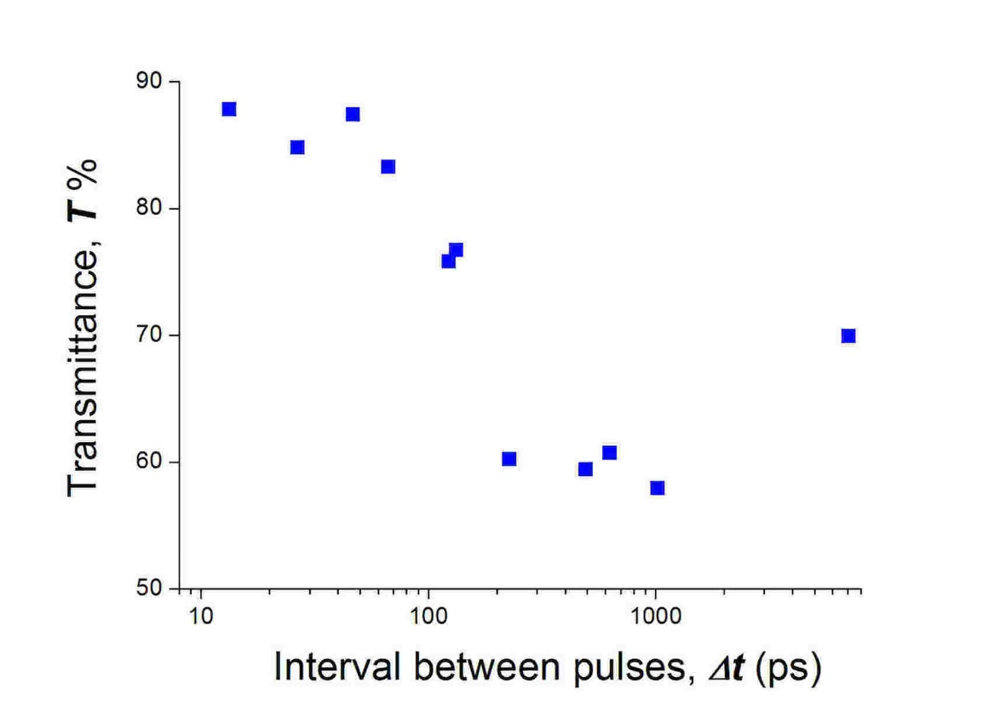 90
80
70
60
50
10 100 1000
Transmittance, T %
Interval between pulses, Δt (ps)